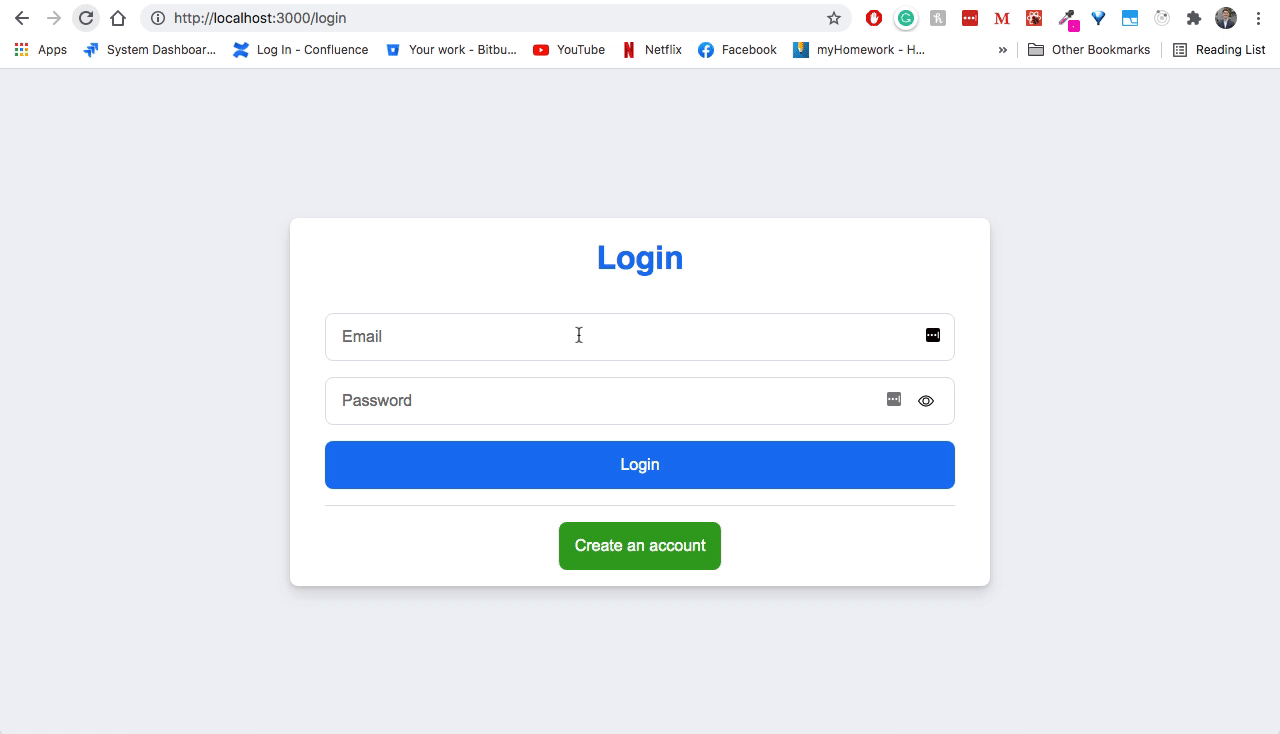 http://localhost:3000/login
Apps System Dashboar... Log In - Confluence Your work - Bitbu... YouTube Netflix Facebook myHomework - H... » Other Bookmarks Reading List
Login
Email
Password
Login
Create an account